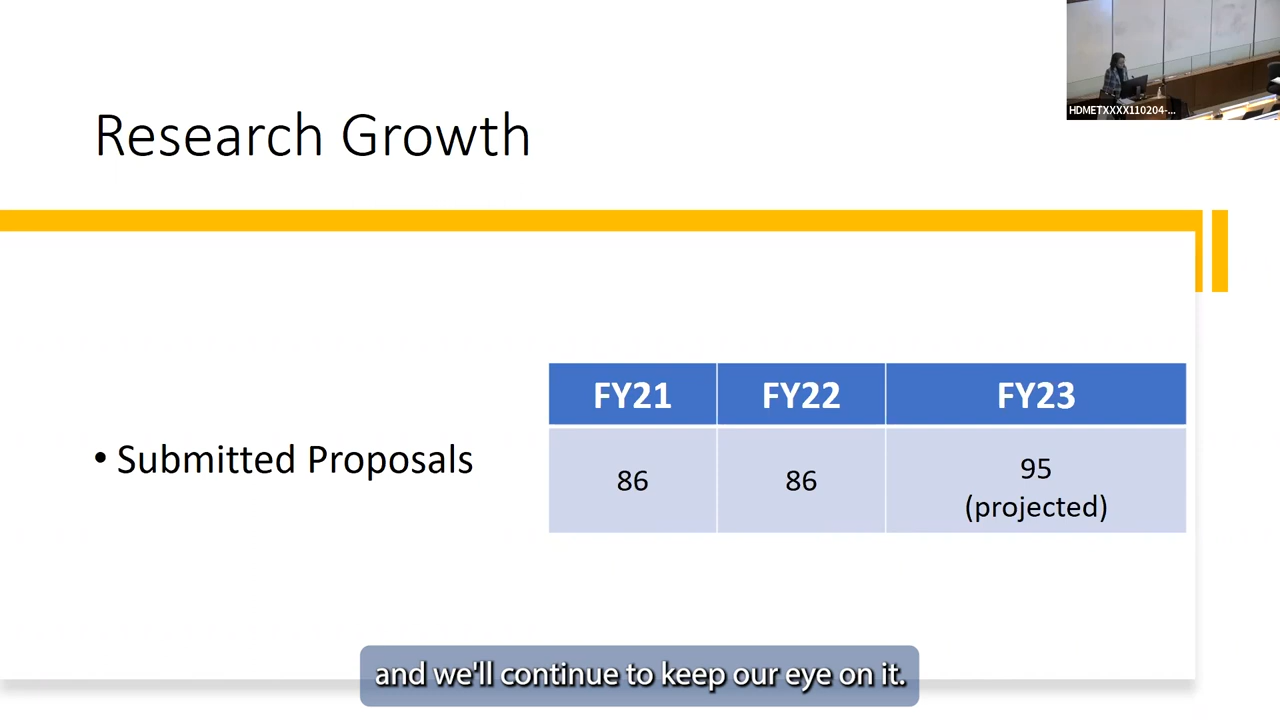 HDMETXXXX110204-...
Research Growth
FY21 FY22 FY23
• Submitted Proposals 86 86 95
(projected)
and we'll continue to keep our eye on it.